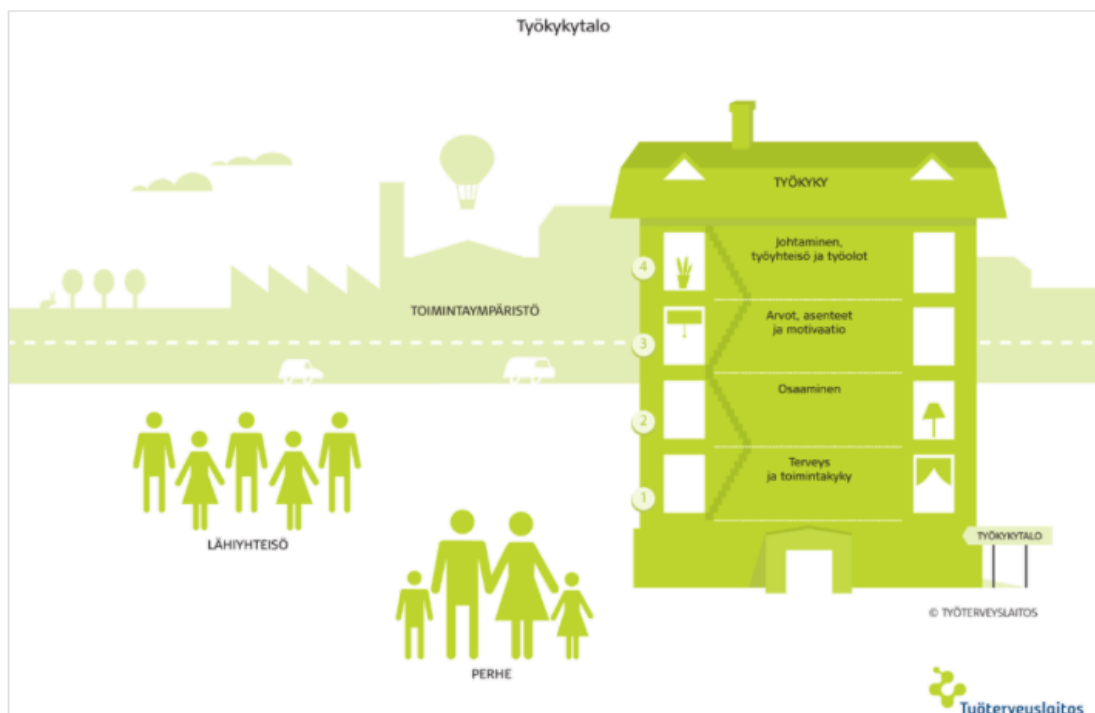 Työkykytalo
TYÖKYKY
4
Johtaminen,
työyhteisö ja työolot
3
Arvot, asenteet
ja motivaatio
2
Osaaminen
1
Terveys
ja toimintakyky
TOIMINTAYMPÄRISTÖ
LÄHIYHTEISÖ
PERHE
TYÖKYKYTALO
© TYÖTERVEYSLAITOS
Työterveyslaitos